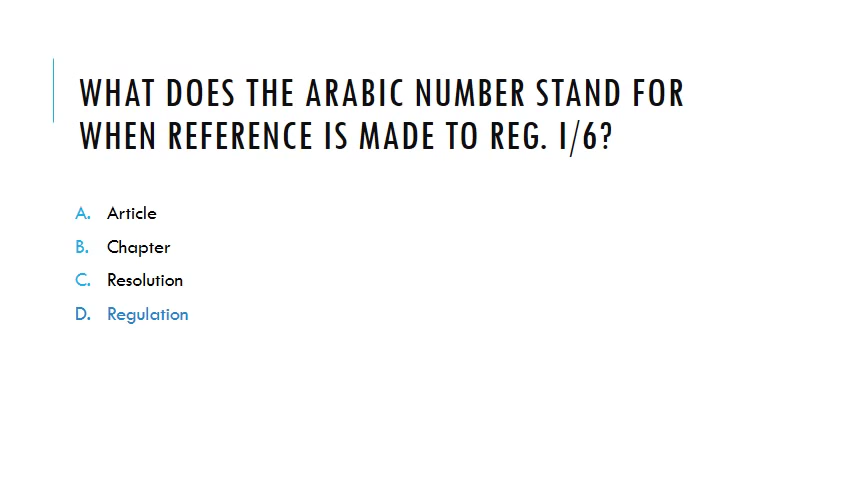 WHAT DOES THE ARABIC NUMBER STAND FOR
WHEN REFERENCE IS MADE TO REG. I/6?
A. Article
B. Chapter
C. Resolution
D. Regulation